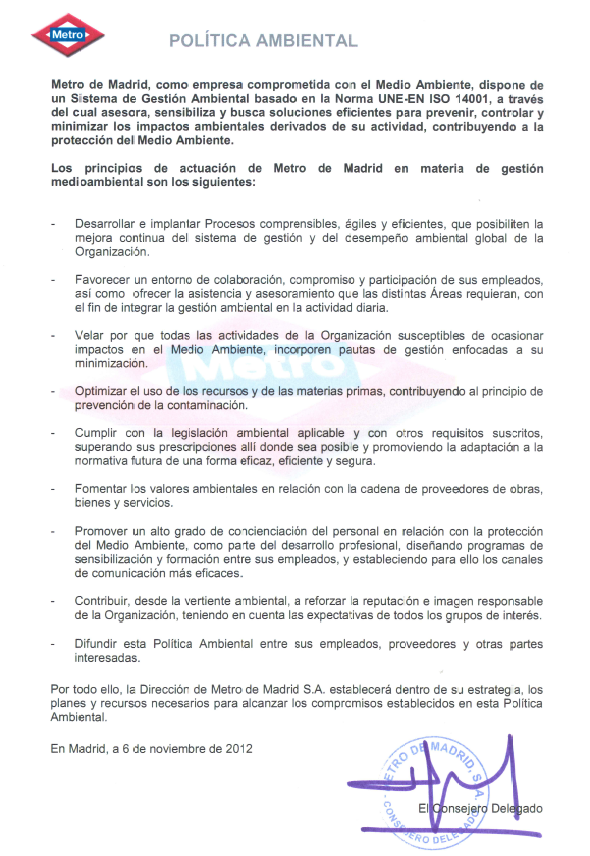 Metro
POLÍTICA AMBIENTAL
Metro de Madrid, como empresa comprometida con el Medio Ambiente, dispone de
un Sistema de Gestión Ambiental basado en la Norma UNE-EN ISO 14001, a través
del cual asesora, sensibiliza y busca soluciones eficientes para prevenir, controlar y
minimizar los impactos ambientales derivados de su actividad, contribuyendo a la
protección del Medio Ambiente.
Los principios de actuación de Metro de Madrid en materia de gestión
medioambiental son los siguientes:
- Desarrollar e implantar Procesos comprensibles, ágiles y eficientes, que posibiliten la
mejora continua del sistema de gestión y del desempeño ambiental global de la
Organización.
- Favorecer un entorno de colaboración, compromiso y participación de sus empleados,
así como ofrecer la asistencia y asesoramiento que las distintas Áreas requieran, con
el fin de integrar la gestión ambiental en la actividad diaria.
- Velar por que todas las actividades de la Organización susceptibles de ocasionar
impactos en el Medio Ambiente, incorporen pautas de gestión enfocadas a su
minimización.
Metro
- Optimizar el uso de los recursos y de las materias primas, contribuyendo al principio de
prevención de la contaminación.
- Cumplir con la legislación ambiental aplicable y con otros requisitos suscritos,
superando sus prescripciones allí donde sea posible y promoviendo la adaptación a la
normativa futura de una forma eficaz, eficiente y segura.
- Fomentar los valores ambientales en relación con la cadena de proveedores de obras,
bienes y servicios.
- Promover un alto grado de concienciación del personal en relación con la protección
del Medio Ambiente, como parte del desarrollo profesional, diseñando programas de
sensibilización y formación entre sus empleados, y estableciendo para ello los canales
de comunicación más eficaces.
- Contribuir, desde la vertiente ambiental, a reforzar la reputación e imagen responsable
de la Organización, teniendo en cuenta las expectativas de todos los grupos de interés.
- Difundir esta Política Ambiental entre sus empleados, proveedores y otras partes
interesadas.
Por todo ello, la Dirección de Metro de Madrid S.A. establecerá dentro de su estrategia, los
planes y recursos necesarios para alcanzar los compromisos establecidos en esta Política
Ambiental.
En Madrid, a 6 de noviembre de 2012
METRO DE MADRID, S.A.
- CONSEJERO DELEGADO -
El Consejero Delegado